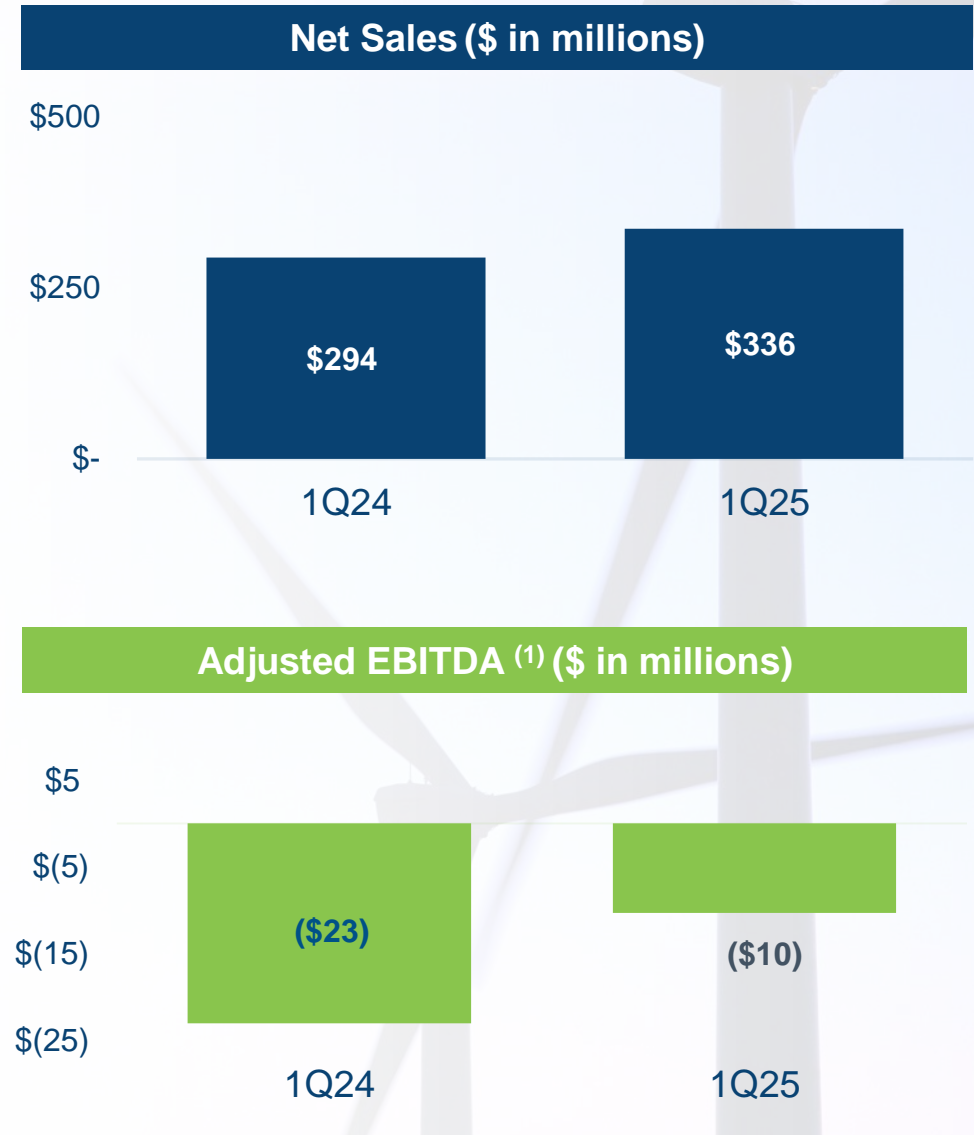 Net Sales ($ in millions)
$500
$250
$294
$336
$-
1Q24
1Q25
Adjusted EBITDA (1) ($ in millions)
$5
$(5)
($23)
$(15)
($10)
$(25)
1Q24
1Q25